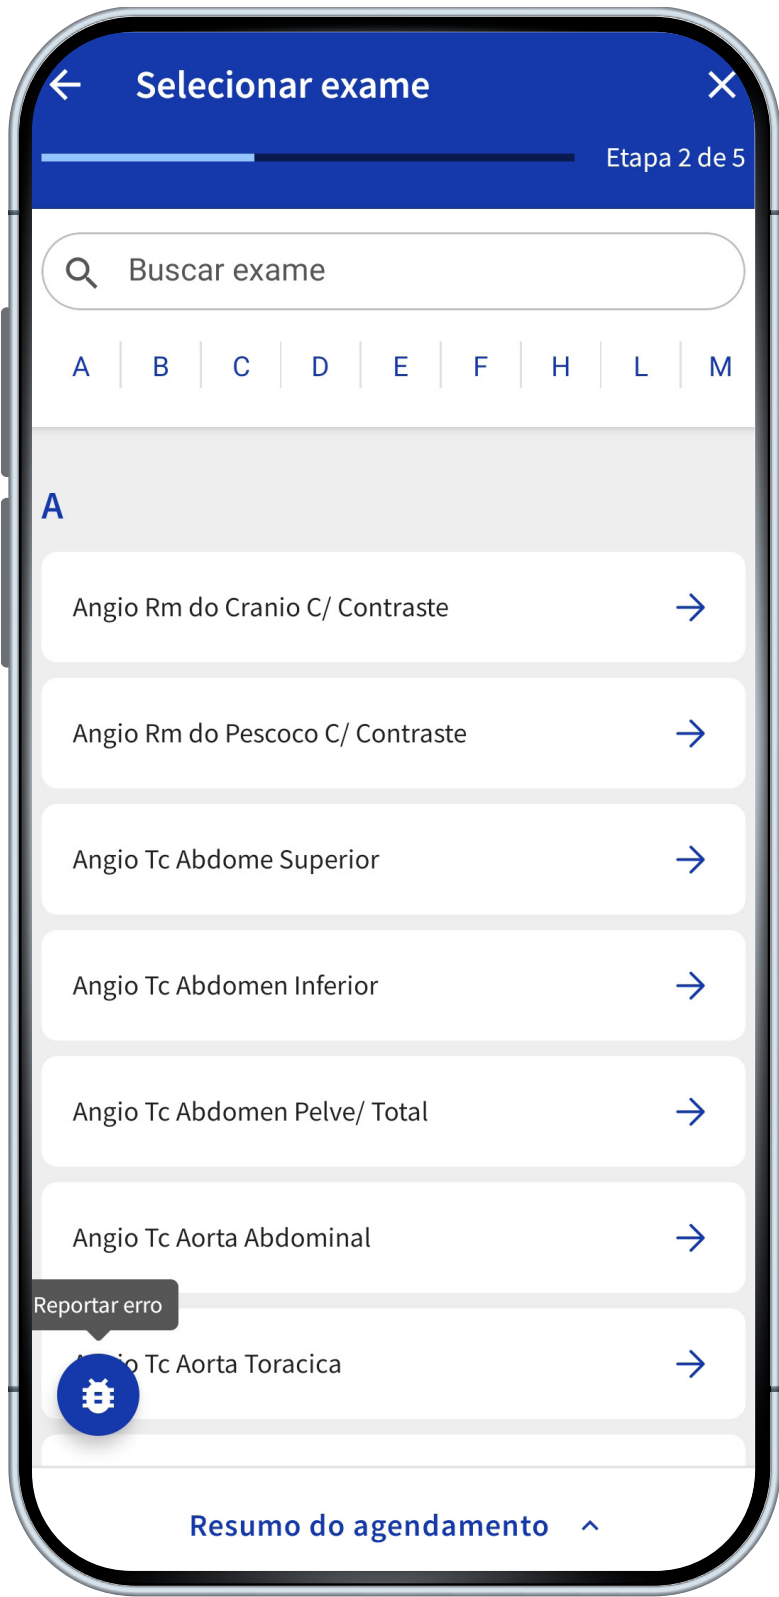 Selecionar exame
Etapa 2 de 5
Buscar exame
A B C D E F H L M
A
Angio Rm do Cranio C/ Contraste
Angio Rm do Pescoco C/ Contraste
Angio Tc Abdome Superior
Angio Tc Abdomen Inferior
Angio Tc Abdomen Pelve/ Total
Angio Tc Aorta Abdominal
Reportar erro
Tc Aorta Toracica
Resumo do agendamento